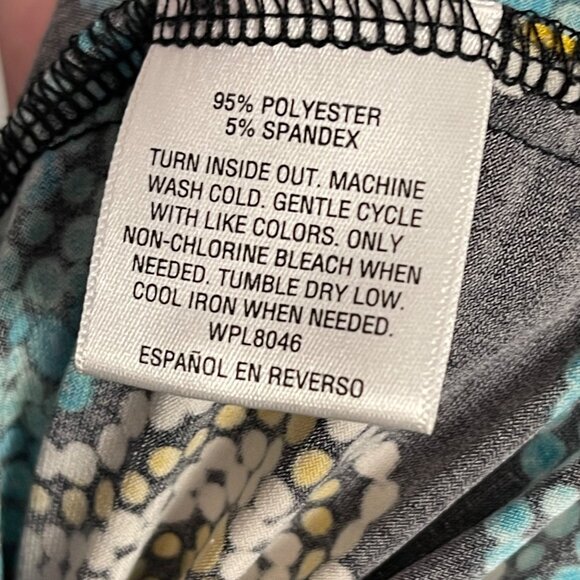 95% POLYESTER
5% SPANDEX
TURN INSIDE OUT. MACHINE
WASH COLD. GENTLE CYCLE
WITH LIKE COLORS. ONLY
NON-CHLORINE BLEACH WHEN
NEEDED. TUMBLE DRY LOW.
COOL IRON WHEN NEEDED.
WPL8046
ESPAÑOL EN REVERSO